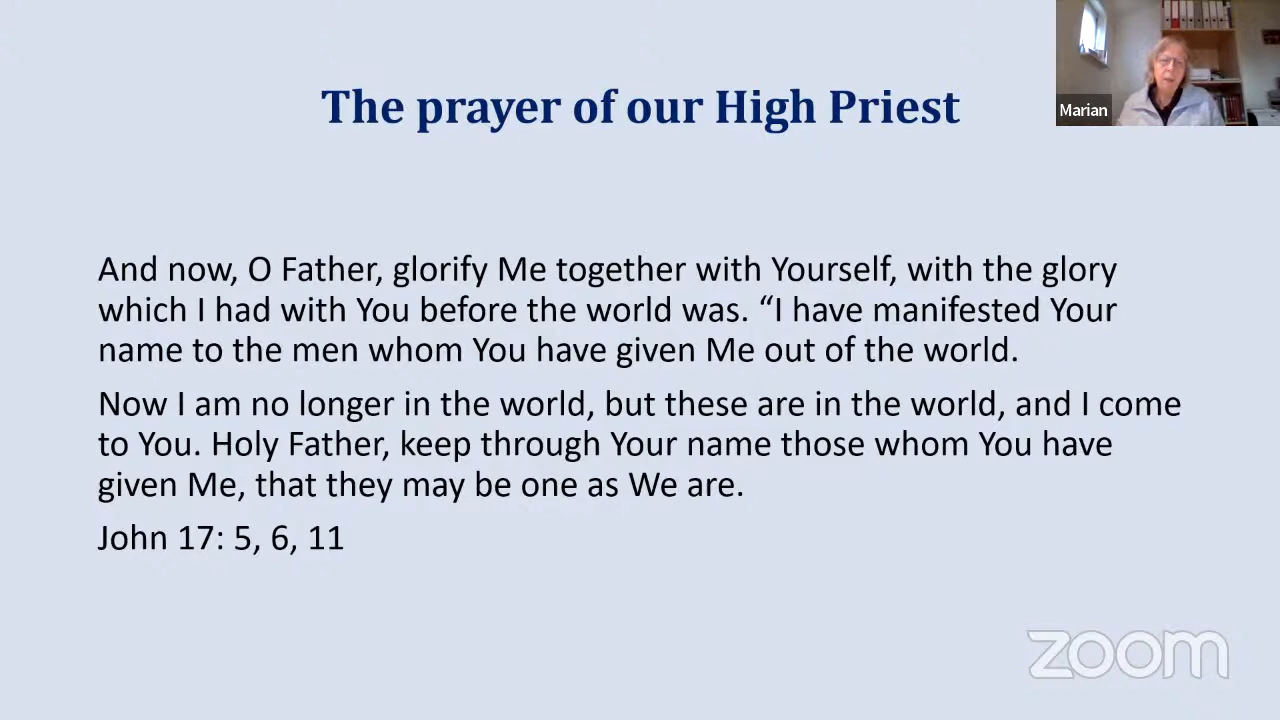 The prayer of our High Priest
Marian
And now, O Father, glorify Me together with Yourself, with the glory
which I had with You before the world was. “I have manifested Your
name to the men whom You have given Me out of the world.
Now I am no longer in the world, but these are in the world, and I come
to You. Holy Father, keep through Your name those whom You have
given Me, that they may be one as We are.
John 17: 5, 6, 11
zoom